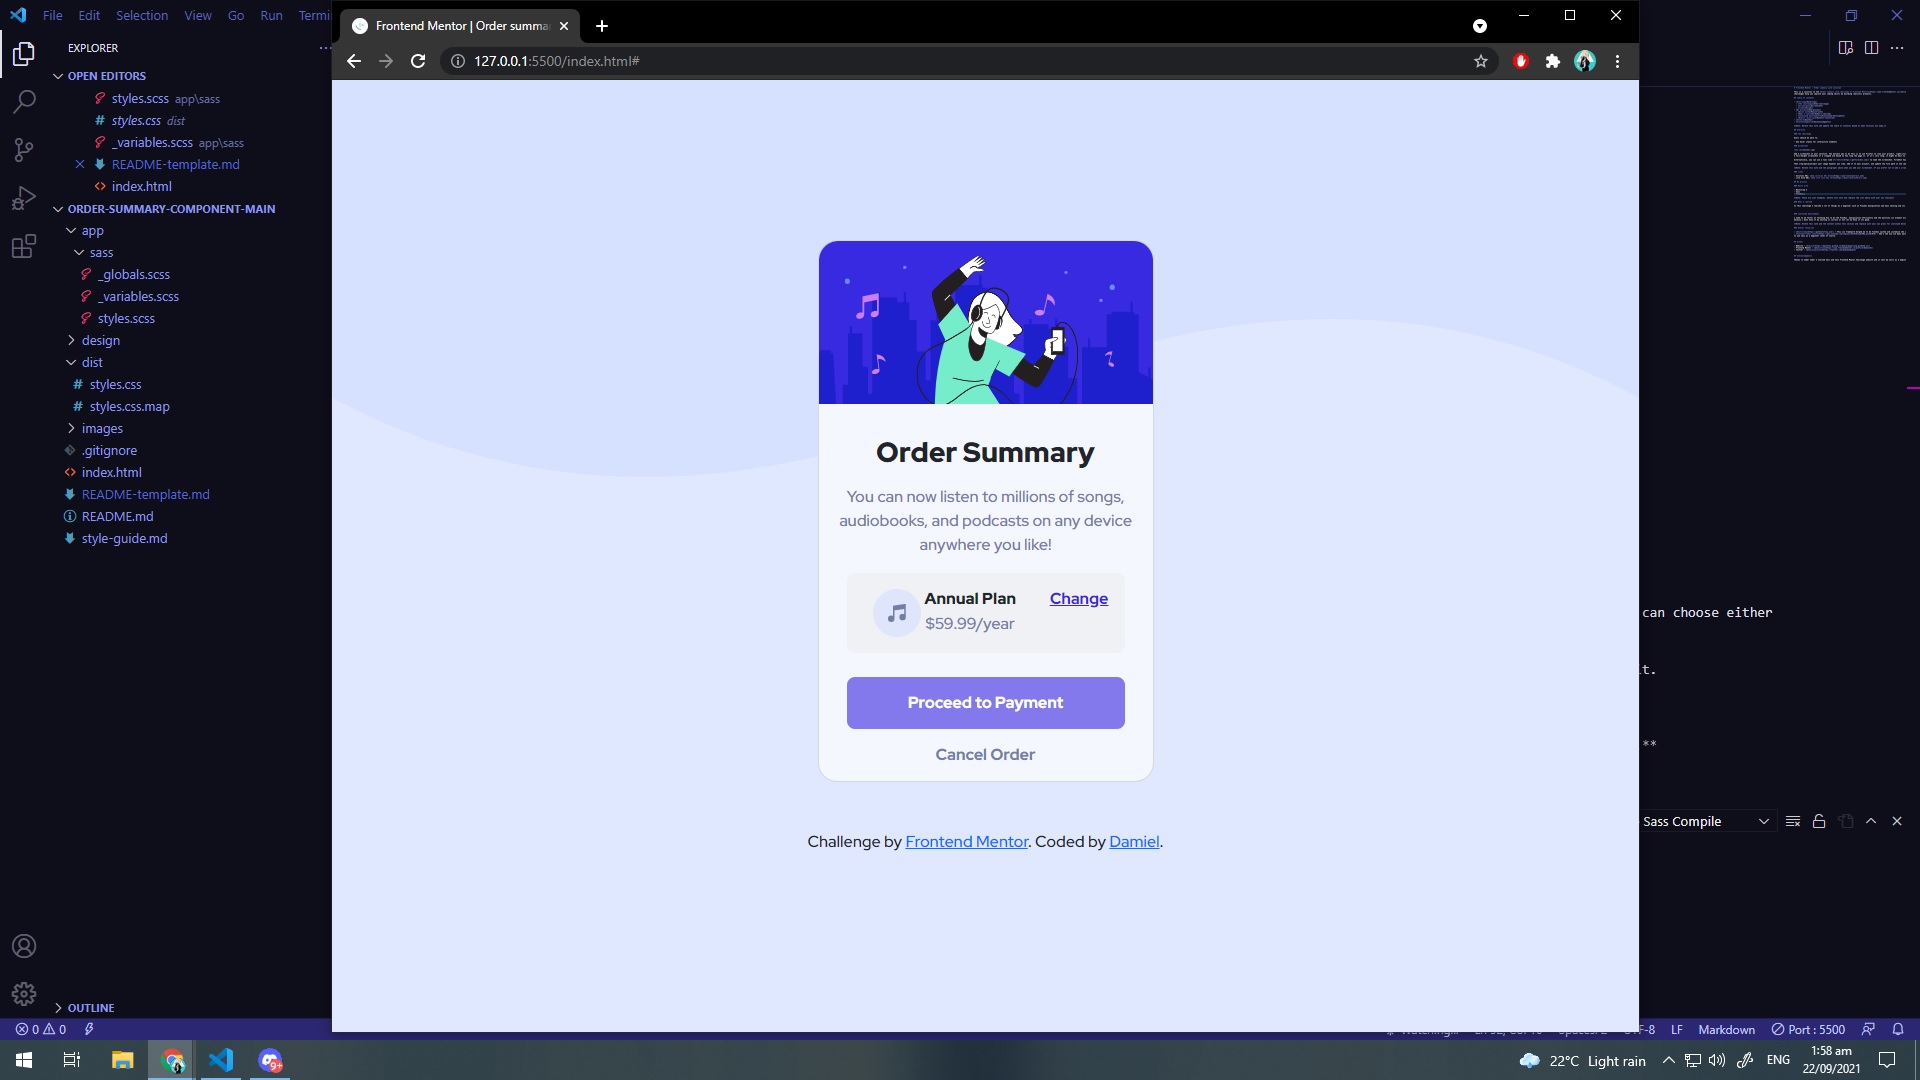 File Edit Selection View Go Run Termi
Frontend Mentor | Order summa
127.0.0.1:5500/index.html#
EXPLORER
OPEN EDITORS
styles.scss app\sass
styles.css dist
_variables.scss app\sass
README-template.md
index.html
ORDER-SUMMARY-COMPONENT-MAIN
app
sass
_globals.scss
_variables.scss
styles.scss
design
dist
styles.css
styles.css.map
images
.gitignore
index.html
README-template.md
README.md
style-guide.md
OUTLINE
Order Summary
You can now listen to millions of songs,
audiobooks, and podcasts on any device
anywhere you like!
Annual Plan Change
$59.99/year
Proceed to Payment
Cancel Order
Challenge by Frontend Mentor. Coded by Damiel.
can choose either
it.
**
Sass Compile
0 0
F-8 LF Markdown Port : 5500
9+
22°C Light rain ENG 1:58 am
22/09/2021